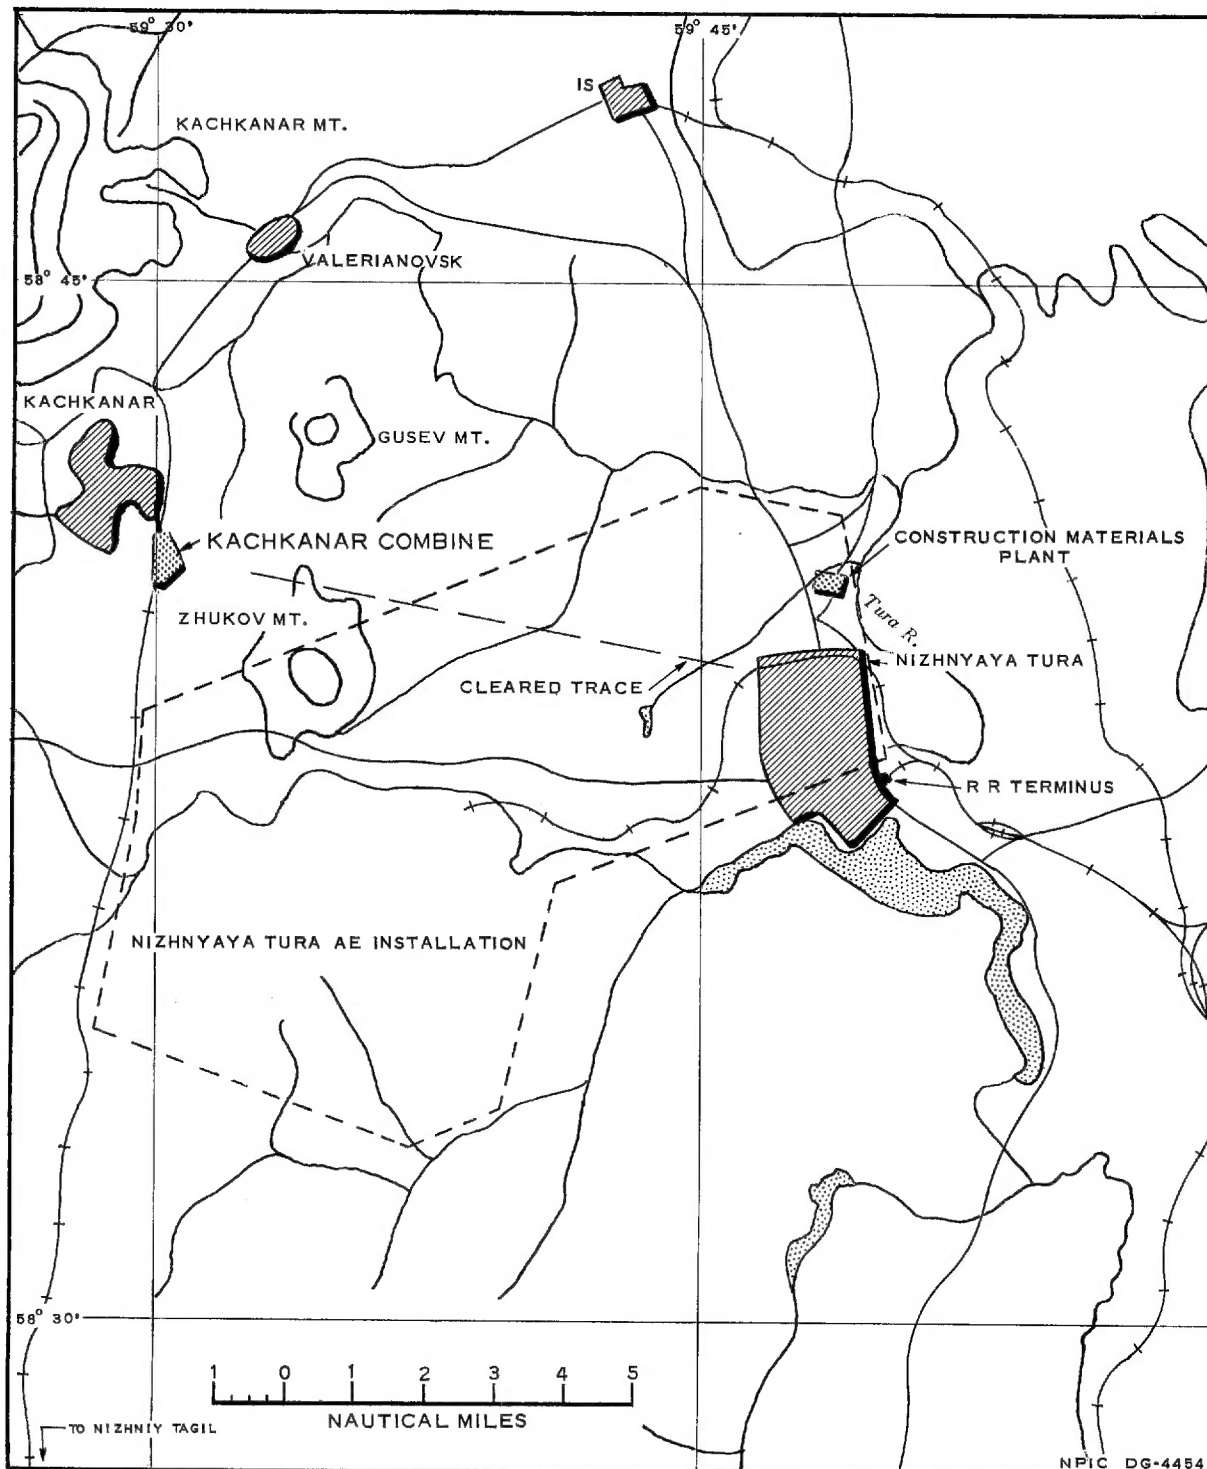 59° 30'
59° 45'
IS
KACHKANAR MT.
VALERIANOVSK
58° 45'
KACHKANAR
GUSEV MT.
KACHKANAR COMBINE
CONSTRUCTION MATERIALS
PLANT
ZHUKOV MT.
Tura R.
NIZHNYAYA TURA
CLEARED TRACE
R R TERMINUS
NIZHNYAYA TURA AE INSTALLATION
58° 30'
1 0 1 2 3 4 5
NAUTICAL MILES
TO NIZHNIY TAGIL
NPIC DG-4454